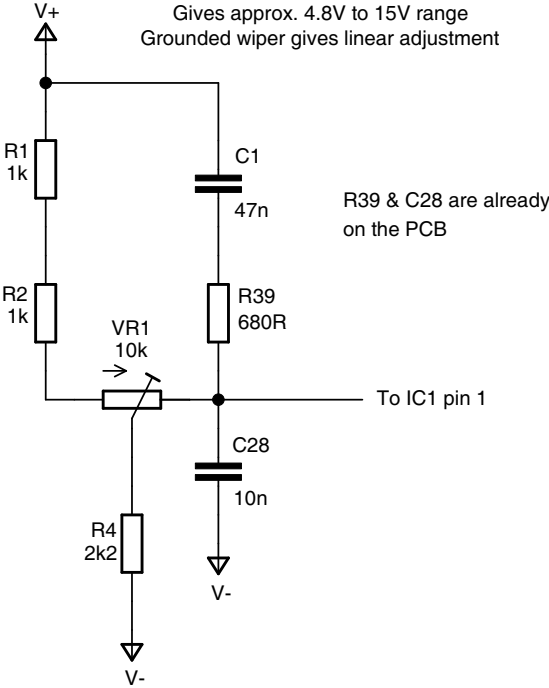 V+
Gives approx. 4.8V to 15V range
Grounded wiper gives linear adjustment
R1
1k
C1
47n
R39 & C28 are already
on the PCB
R2
1k
R39
680R
VR1
10k
To IC1 pin 1
C28
10n
R4
2k2
V-
V-